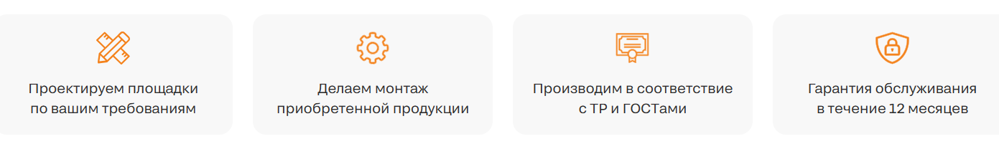 Проектируем площадки
по вашим требованиям
Делаем монтаж
приобретенной продукции
Производим в соответствие
с ТР и ГОСТами
Гарантия обслуживания
в течение 12 месяцев